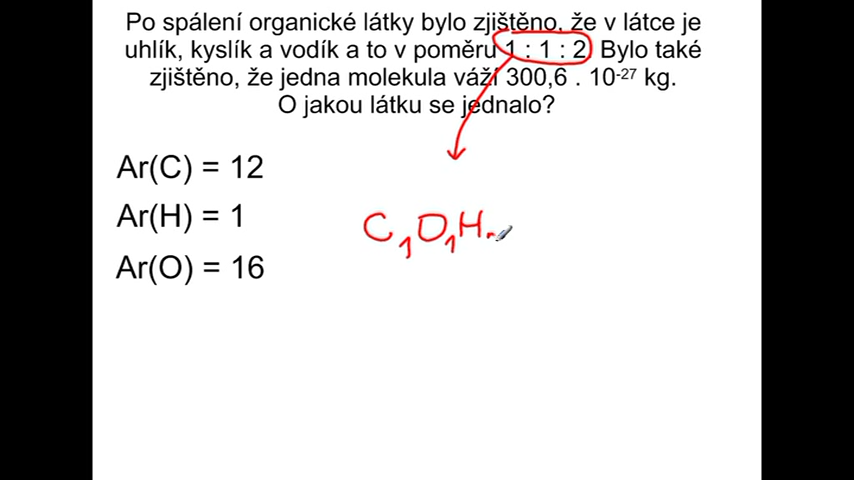 Po spálení organické látky bylo zjištěno, že v látce je
uhlík, kyslík a vodík a to v poměru 1 : 1 : 2. Bylo také
zjištěno, že jedna molekula váží 300,6 . 10⁻²⁷ kg.
O jakou látku se jednalo?
Ar(C) = 12
Ar(H) = 1
Ar(O) = 16
C₁O₁H